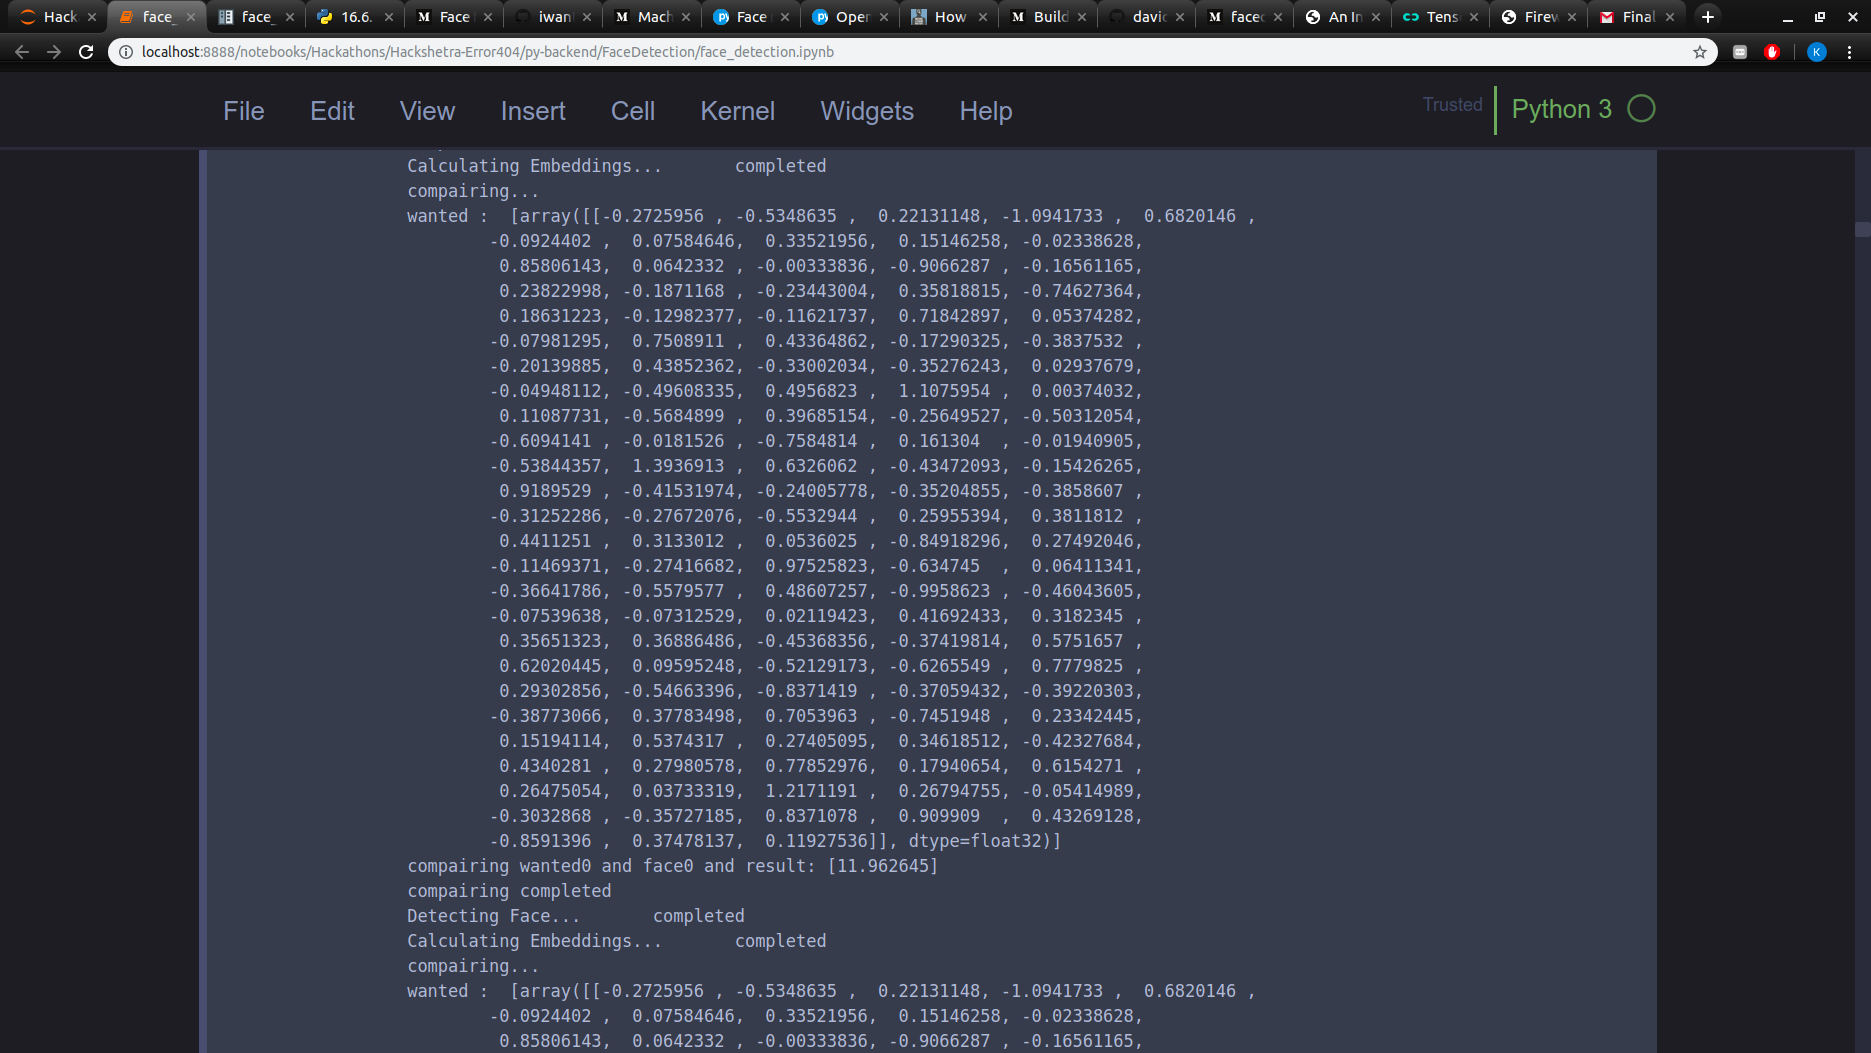 Hack
face_
face_
16.6.
Face
iwan
Mach
Face
Open
How
Build
davi
face
An In
Tens
Firew
Final
localhost:8888/notebooks/Hackathons/Hackshetra-Error404/py-backend/FaceDetection/face_detection.ipynb
K
File Edit View Insert Cell Kernel Widgets Help
Trusted
Python 3
Calculating Embeddings... completed
compairing...
wanted : [array([[-0.2725956 , -0.5348635 , 0.22131148, -1.0941733 , 0.6820146 ,
-0.0924402 , 0.07584646, 0.33521956, 0.15146258, -0.02338628,
0.85806143, 0.0642332 , -0.00333836, -0.9066287 , -0.16561165,
0.23822998, -0.1871168 , -0.23443004, 0.35818815, -0.74627364,
0.18631223, -0.12982377, -0.11621737, 0.71842897, 0.05374282,
-0.07981295, 0.7508911 , 0.43364862, -0.17290325, -0.3837532 ,
-0.20139885, 0.43852362, -0.33002034, -0.35276243, 0.02937679,
-0.04948112, -0.49608335, 0.4956823 , 1.1075954 , 0.00374032,
0.11087731, -0.5684899 , 0.39685154, -0.25649527, -0.50312054,
-0.6094141 , -0.0181526 , -0.7584814 , 0.161304 , -0.01940905,
-0.53844357, 1.3936913 , 0.6326062 , -0.43472093, -0.15426265,
0.9189529 , -0.41531974, -0.24005778, -0.35204855, -0.3858607 ,
-0.31252286, -0.27672076, -0.5532944 , 0.25955394, 0.3811812 ,
0.4411251 , 0.3133012 , 0.0536025 , -0.84918296, 0.27492046,
-0.11469371, -0.27416682, 0.97525823, -0.634745 , 0.06411341,
-0.36641786, -0.5579577 , 0.48607257, -0.9958623 , -0.46043605,
-0.07539638, -0.07312529, 0.02119423, 0.41692433, 0.3182345 ,
0.35651323, 0.36886486, -0.45368356, -0.37419814, 0.5751657 ,
0.62020445, 0.09595248, -0.52129173, -0.6265549 , 0.7779825 ,
0.29302856, -0.54663396, -0.8371419 , -0.37059432, -0.39220303,
-0.38773066, 0.37783498, 0.7053963 , -0.7451948 , 0.23342445,
0.15194114, 0.5374317 , 0.27405095, 0.34618512, -0.42327684,
0.4340281 , 0.27980578, 0.77852976, 0.17940654, 0.6154271 ,
0.26475054, 0.03733319, 1.2171191 , 0.26794755, -0.05414989,
-0.3032868 , -0.35727185, 0.8371078 , 0.909909 , 0.43269128,
-0.8591396 , 0.37478137, 0.11927536]], dtype=float32)]
compairing wanted0 and face0 and result: [11.962645]
compairing completed
Detecting Face... completed
Calculating Embeddings... completed
compairing...
wanted : [array([[-0.2725956 , -0.5348635 , 0.22131148, -1.0941733 , 0.6820146 ,
-0.0924402 , 0.07584646, 0.33521956, 0.15146258, -0.02338628,
0.85806143, 0.0642332 , -0.00333836, -0.9066287 , -0.16561165,